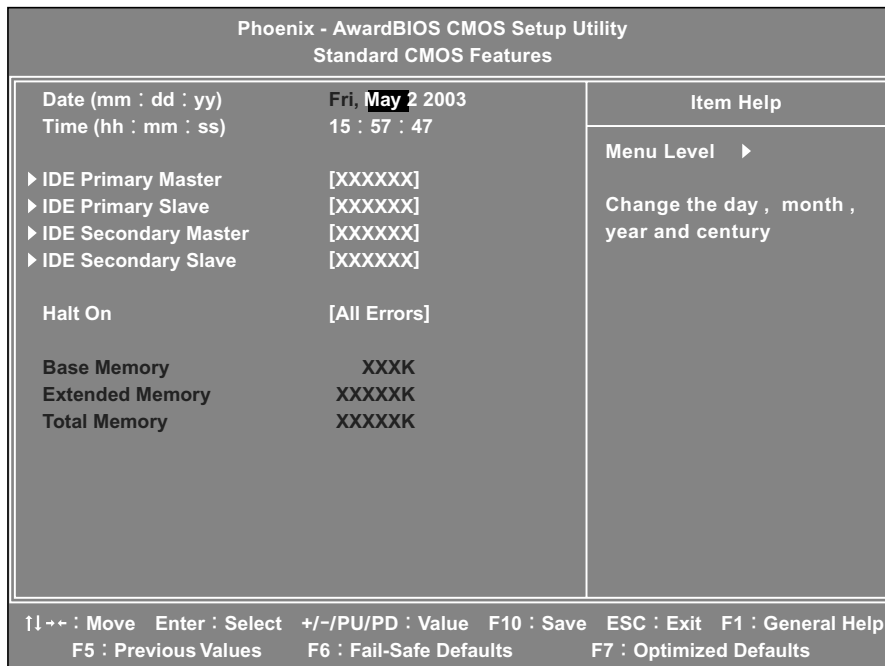 Phoenix - AwardBIOS CMOS Setup Utility
Standard CMOS Features
Date (mm : dd : yy) Fri, May 2 2003
Time (hh : mm : ss) 15 : 57 : 47
IDE Primary Master [XXXXXX]
IDE Primary Slave [XXXXXX]
IDE Secondary Master [XXXXXX]
IDE Secondary Slave [XXXXXX]
Halt On [All Errors]
Base Memory XXXK
Extended Memory XXXXXK
Total Memory XXXXXK
Item Help
Menu Level ▶
Change the day , month ,
year and century
↑↓→← : Move Enter : Select +/-/PU/PD : Value F10 : Save ESC : Exit F1 : General Help
F5 : Previous Values F6 : Fail-Safe Defaults F7 : Optimized Defaults